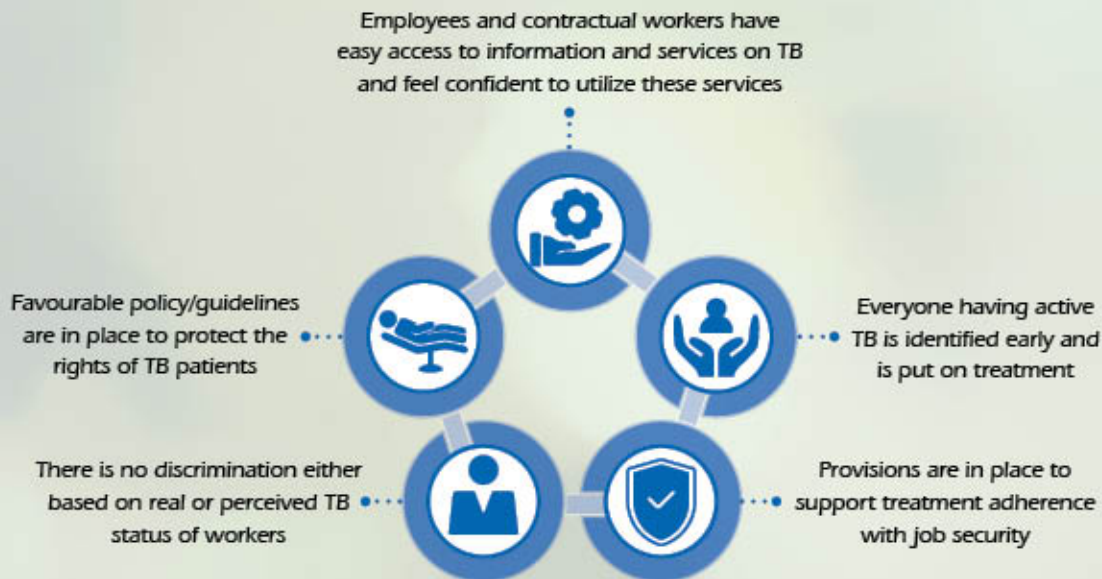 Employees and contractual workers have
easy access to information and services on TB
and feel confident to utilize these services
Favourable policy/guidelines
are in place to protect the
rights of TB patients
Everyone having active
TB is identified early and
is put on treatment
There is no discrimination either
based on real or perceived TB
status of workers
Provisions are in place to
support treatment adherence
with job security